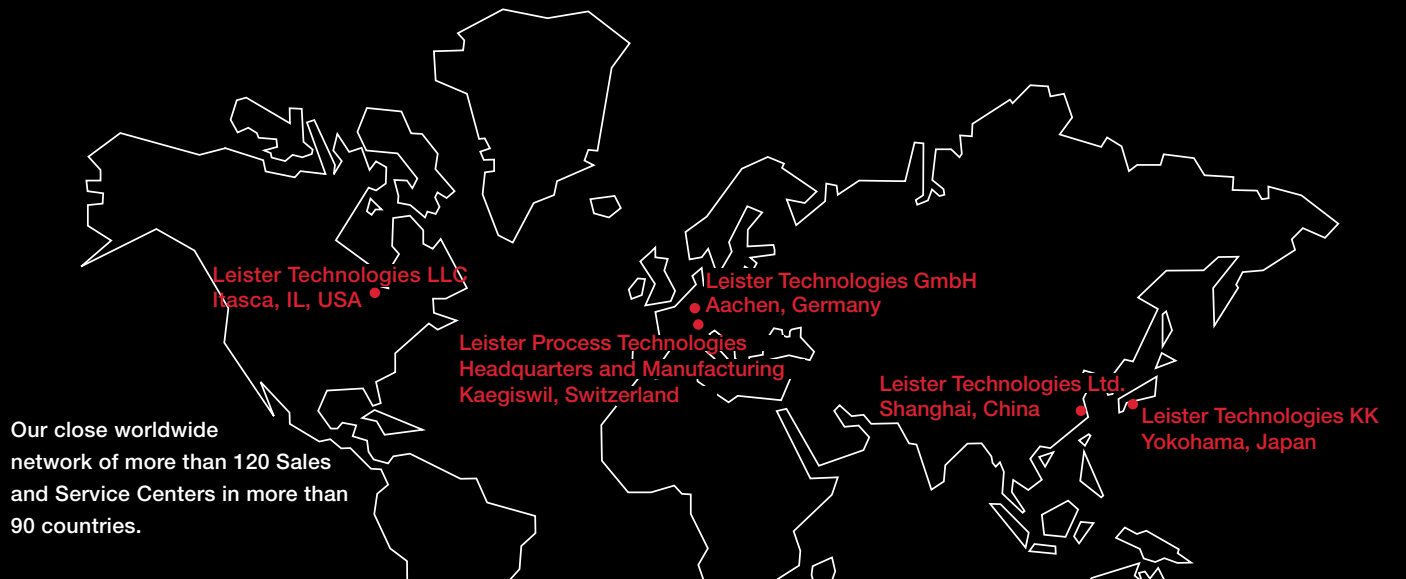 Leister Technologies LLC
Itasca, IL, USA
Leister Technologies GmbH
Aachen, Germany
Leister Process Technologies
Headquarters and Manufacturing
Kaegiswil, Switzerland
Leister Technologies Ltd.
Shanghai, China
Leister Technologies KK
Yokohama, Japan
Our close worldwide
network of more than 120 Sales
and Service Centers in more than
90 countries.